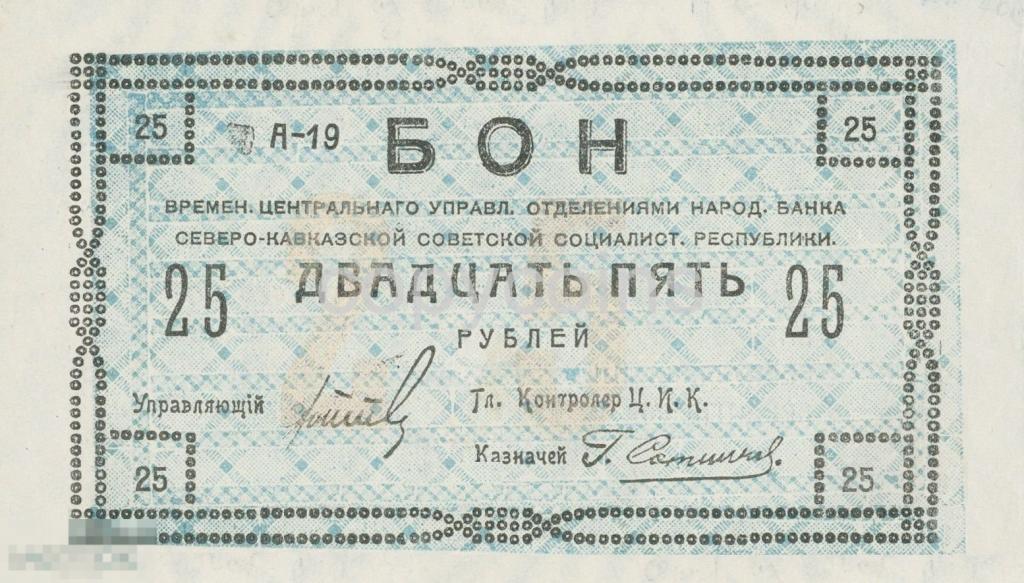 25 А-19 БОН 25
ВРЕМЕН. ЦЕНТРАЛЬНАГО УПРАВЛ. ОТДЕЛЕНИЯМИ НАРОД. БАНКА
СЕВЕРО-КАВКАЗСКОЙ СОВЕТСКОЙ СОЦИАЛИСТ. РЕСПУБЛИКИ.
25 ДВАДЦАТЬ ПЯТЬ 25
РУБЛЕЙ
Управляющій Гл. Контролер Ц. И. К.
Казначей
25 25